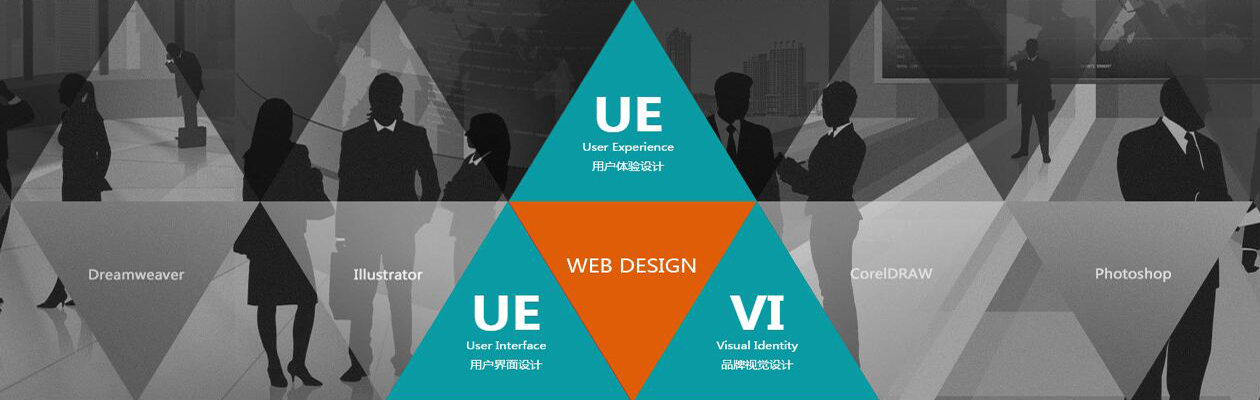 UE
User Experience
用户体验设计
WEB DESIGN
Dreamweaver
Illustrator
CorelDRAW
Photoshop
UE
User Interface
用户界面设计
VI
Visual Identity
品牌视觉设计